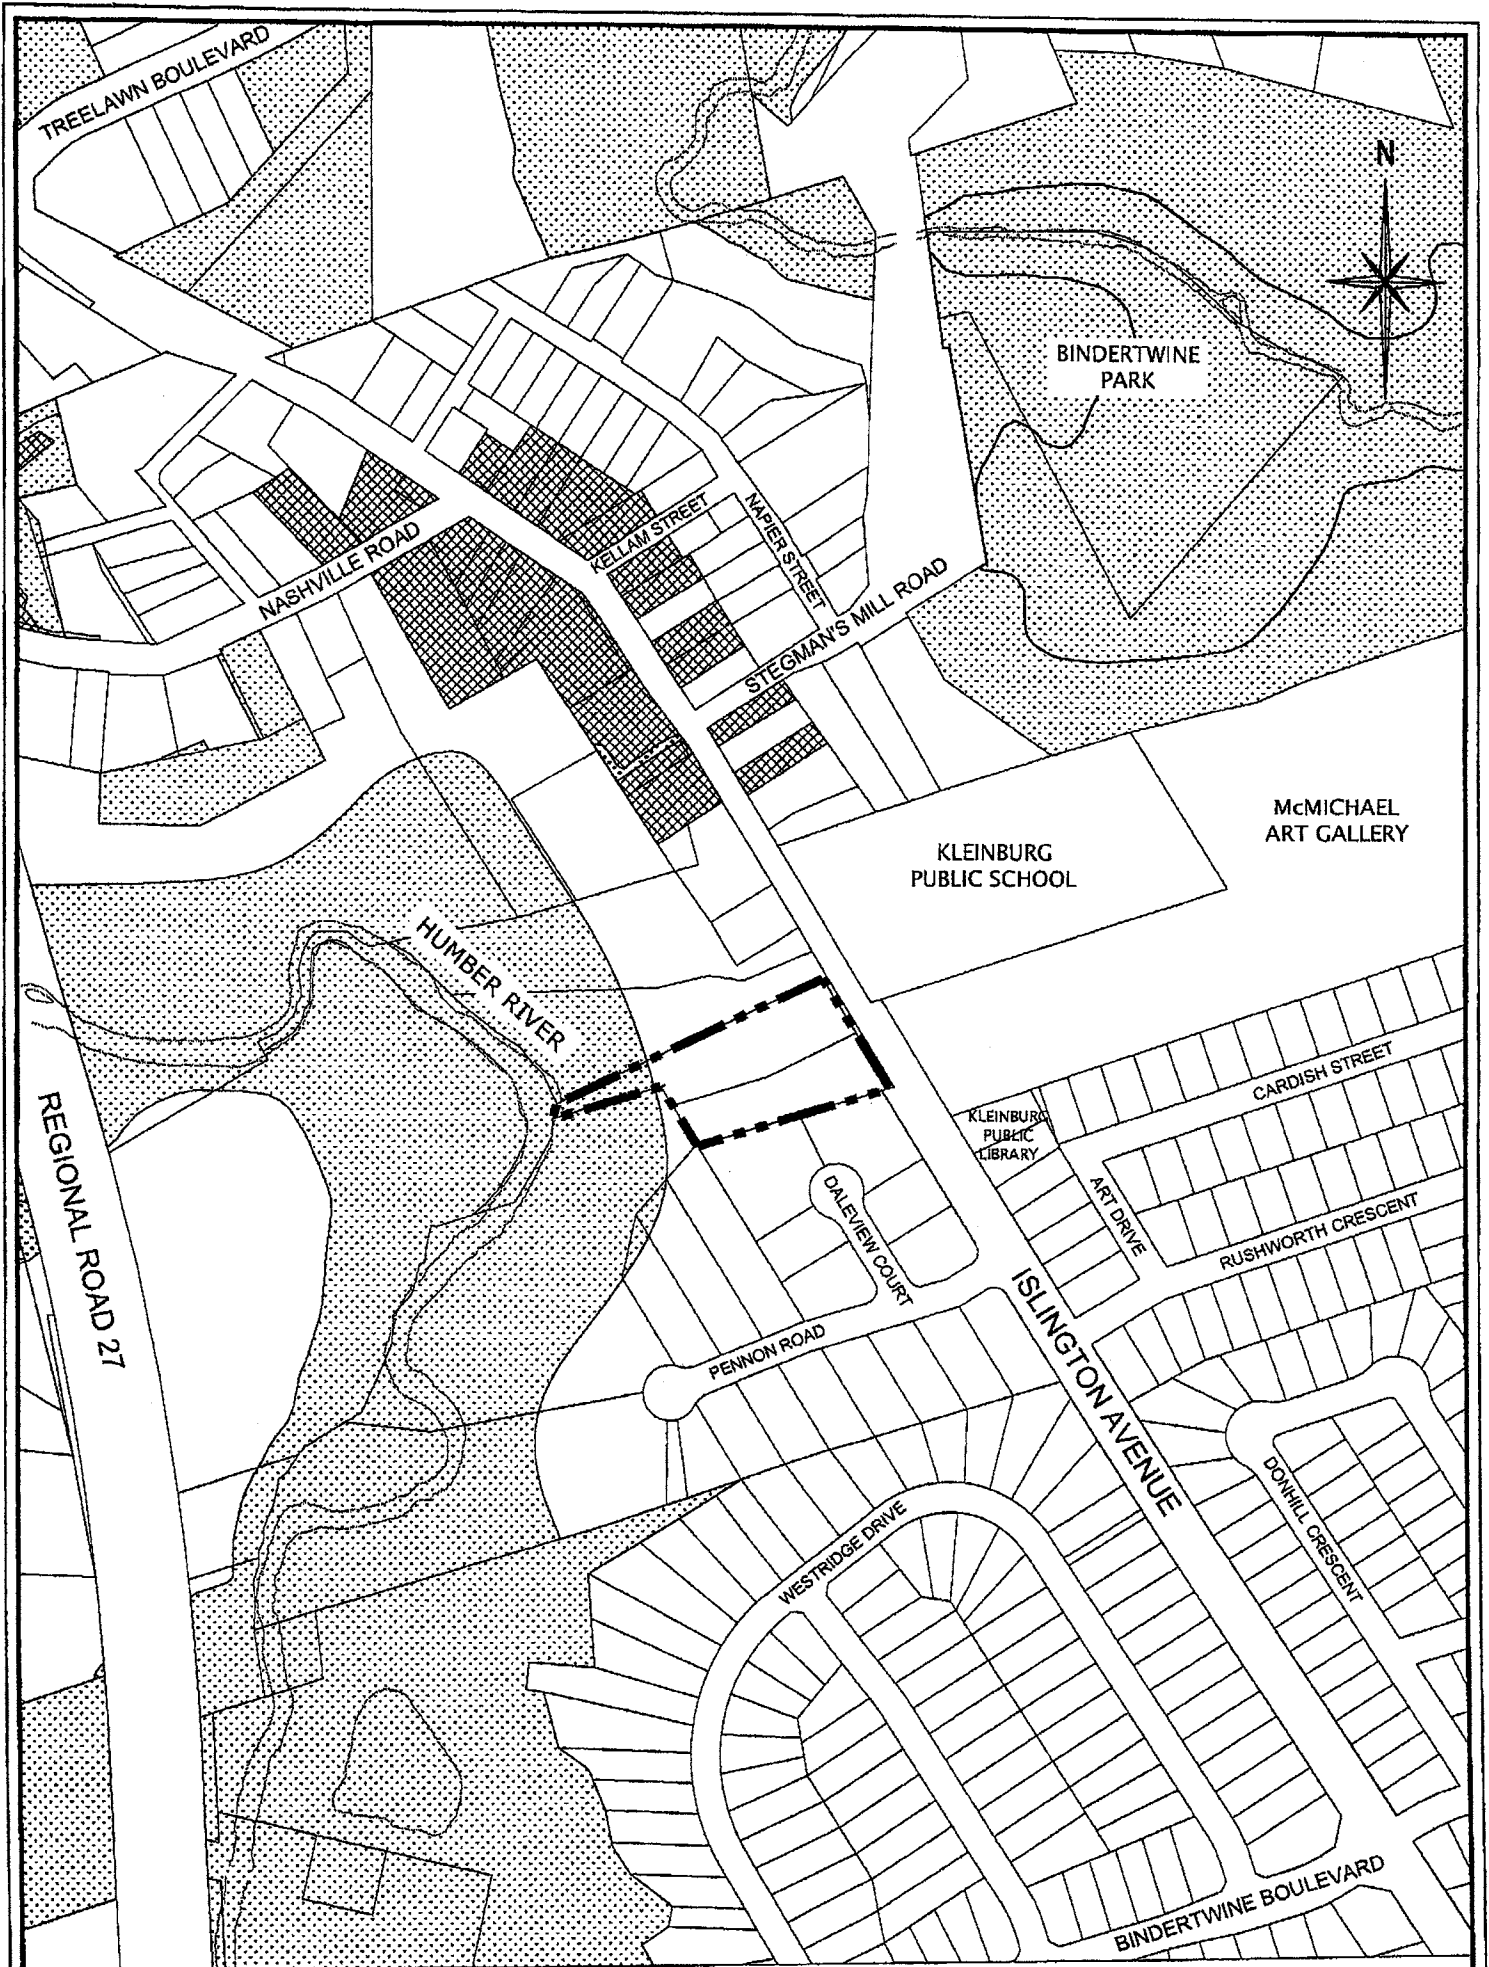 TREELAWN BOULEVARD
N
BINDERTWINE
PARK
NAPIER STREET
KELLAM STREET
NASHVILLE ROAD
STEGMAN'S MILL ROAD
McMICHAEL
ART GALLERY
KLEINBURG
PUBLIC SCHOOL
HUMBER RIVER
CARDISH STREET
KLEINBURG
PUBLIC
LIBRARY
REGIONAL ROAD 27
DALEVIEW COURT
ART DRIVE
RUSHWORTH CRESCENT
ISLINGTON AVENUE
PENNON ROAD
DONHILL CRESCENT
WESTRIDGE DRIVE
BINDERTWINE BOULEVARD